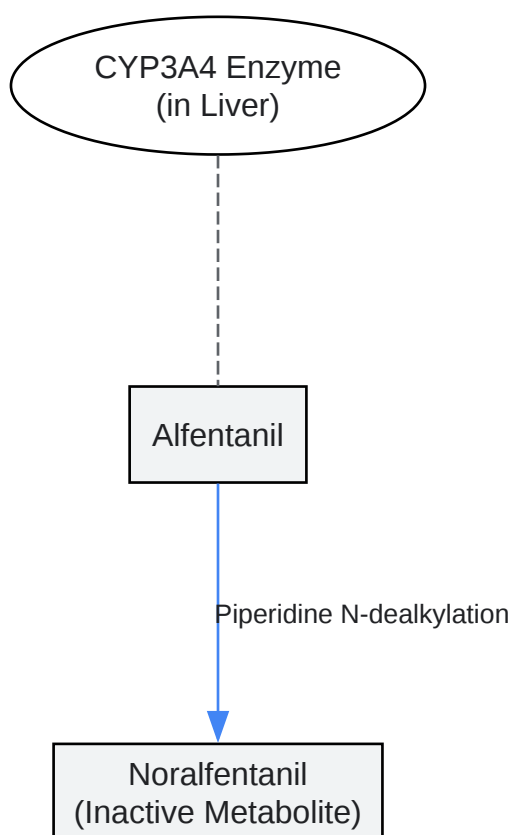 CYP3A4 Enzyme
(in Liver)
Alfentanil
Piperidine N-dealkylation
Noralfentanil
(Inactive Metabolite)